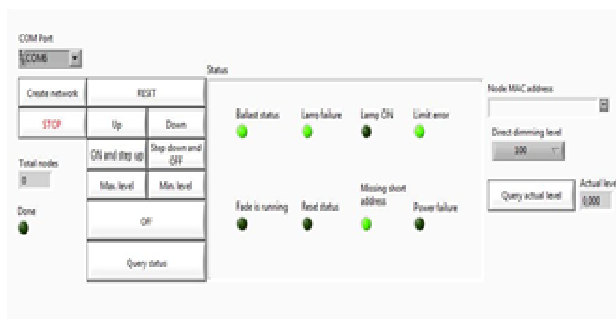 COM Port
COM6
Create network
RESET
STOP
Up
Down
ON and step up
Step down and
OFF
Max. level
Min. level
Off
Query status
Total nodes
0
Done
Status
Ballast status
Lamp failure
Lamp ON
Limit error
Fade is running
Reset status
Missing short
address
Power failure
Node MAC address
Direct dimming level
100
Query actual level
Actual leve
0,000